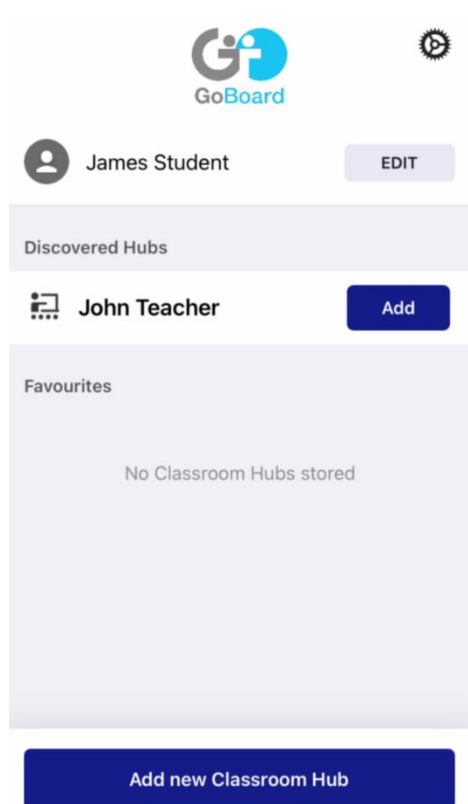 GoBoard
James Student
EDIT
Discovered Hubs
John Teacher
Add
Favourites
No Classroom Hubs stored
Add new Classroom Hub